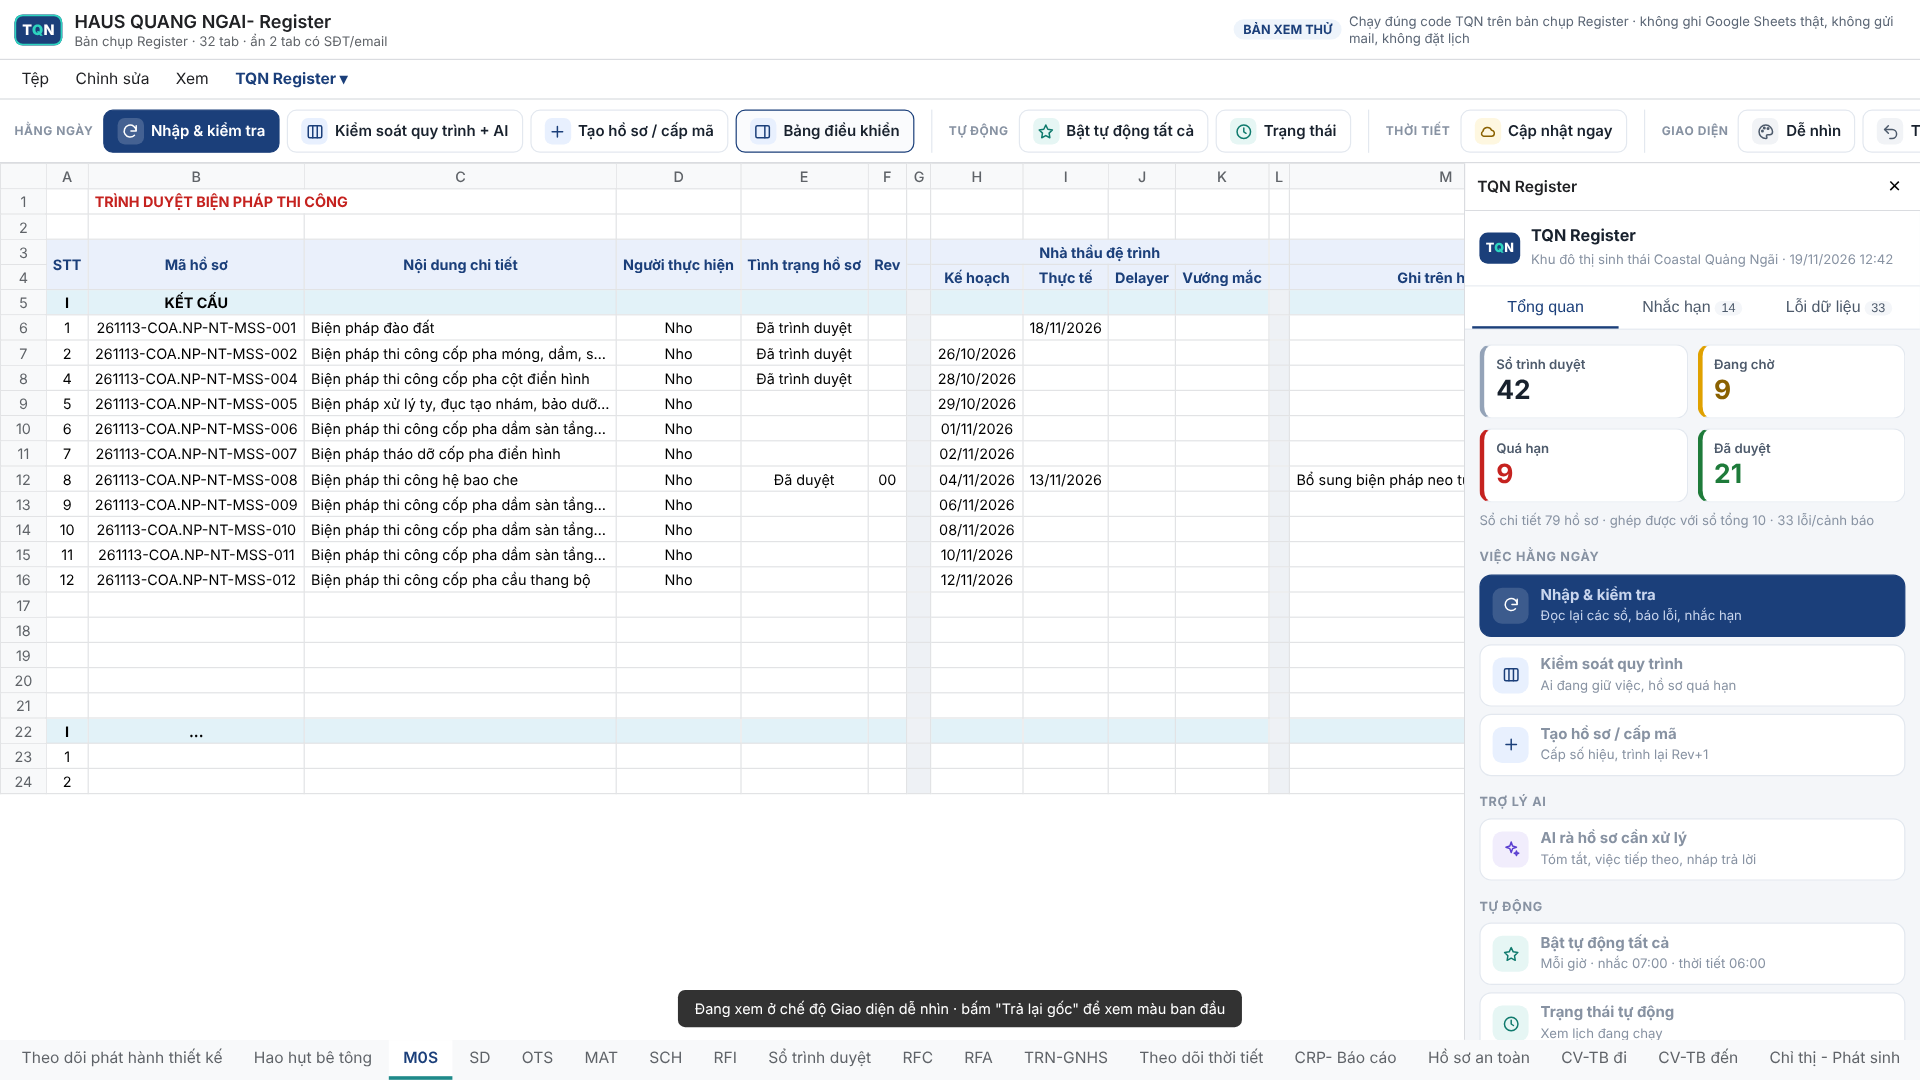 TQN
HAUS QUANG NGAI- Register
Bản chụp Register · 32 tab · ẩn 2 tab có SĐT/email
BẢN XEM THỬ
Chạy đúng code TQN trên bản chụp Register · không ghi Google Sheets thật, không gửi
mail, không đặt lịch
Tệp Chỉnh sửa Xem TQN Register ▾
HẰNG NGÀY Nhập & kiểm tra Kiểm soát quy trình + AI Tạo hồ sơ / cấp mã Bảng điều khiển TỰ ĐỘNG Bật tự động tất cả Trạng thái THỜI TIẾT Cập nhật ngay GIAO DIỆN Dễ nhìn
A B C D E F G H I J K L M
1 TRÌNH DUYỆT BIỆN PHÁP THI CÔNG
2
3 STT Mã hồ sơ Nội dung chi tiết Người thực hiện Tình trạng hồ sơ Rev Nhà thầu đệ trình
4 Kế hoạch Thực tế Delayer Vướng mắc Ghi trên h
5 I KẾT CẤU
6 1 261113-COA.NP-NT-MSS-001 Biện pháp đào đất Nho Đã trình duyệt 18/11/2026
7 2 261113-COA.NP-NT-MSS-002 Biện pháp thi công cốp pha móng, dầm, s... Nho Đã trình duyệt 26/10/2026
8 4 261113-COA.NP-NT-MSS-004 Biện pháp thi công cốp pha cột điển hình Nho Đã trình duyệt 28/10/2026
9 5 261113-COA.NP-NT-MSS-005 Biện pháp xử lý ty, đục tạo nhám, bảo dưỡ... Nho 29/10/2026
10 6 261113-COA.NP-NT-MSS-006 Biện pháp thi công cốp pha dầm sàn tầng... Nho 01/11/2026
11 7 261113-COA.NP-NT-MSS-007 Biện pháp tháo dỡ cốp pha điển hình Nho 02/11/2026
12 8 261113-COA.NP-NT-MSS-008 Biện pháp thi công hệ bao che Nho Đã duyệt 00 04/11/2026 13/11/2026 Bổ sung biện pháp neo tư
13 9 261113-COA.NP-NT-MSS-009 Biện pháp thi công cốp pha dầm sàn tầng... Nho 06/11/2026
14 10 261113-COA.NP-NT-MSS-010 Biện pháp thi công cốp pha dầm sàn tầng... Nho 08/11/2026
15 11 261113-COA.NP-NT-MSS-011 Biện pháp thi công cốp pha dầm sàn tầng... Nho 10/11/2026
16 12 261113-COA.NP-NT-MSS-012 Biện pháp thi công cốp pha cầu thang bộ Nho 12/11/2026
17
18
19
20
21
22 I ...
23 1
24 2
TQN Register ✕
TQN
TQN Register
Khu đô thị sinh thái Coastal Quảng Ngãi · 19/11/2026 12:42
Tổng quan Nhắc hạn 14 Lỗi dữ liệu 33
Sổ trình duyệt
42
Đang chờ
9
Quá hạn
9
Đã duyệt
21
Sổ chi tiết 79 hồ sơ · ghép được với sổ tổng 10 · 33 lỗi/cảnh báo
VIỆC HẰNG NGÀY
Nhập & kiểm tra
Đọc lại các sổ, báo lỗi, nhắc hạn
Kiểm soát quy trình
Ai đang giữ việc, hồ sơ quá hạn
Tạo hồ sơ / cấp mã
Cấp số hiệu, trình lại Rev+1
TRỢ LÝ AI
AI rà hồ sơ cần xử lý
Tóm tắt, việc tiếp theo, nháp trả lời
TỰ ĐỘNG
Bật tự động tất cả
Mỗi giờ · nhắc 07:00 · thời tiết 06:00
Trạng thái tự động
Xem lịch đang chạy
Đang xem ở chế độ Giao diện dễ nhìn · bấm "Trả lại gốc" để xem màu ban đầu
Theo dõi phát hành thiết kế Hao hụt bê tông M0S SD OTS MAT SCH RFI Sổ trình duyệt RFC RFA TRN-GNHS Theo dõi thời tiết CRP- Báo cáo Hồ sơ an toàn CV-TB đi CV-TB đến Chỉ thị - Phát sinh